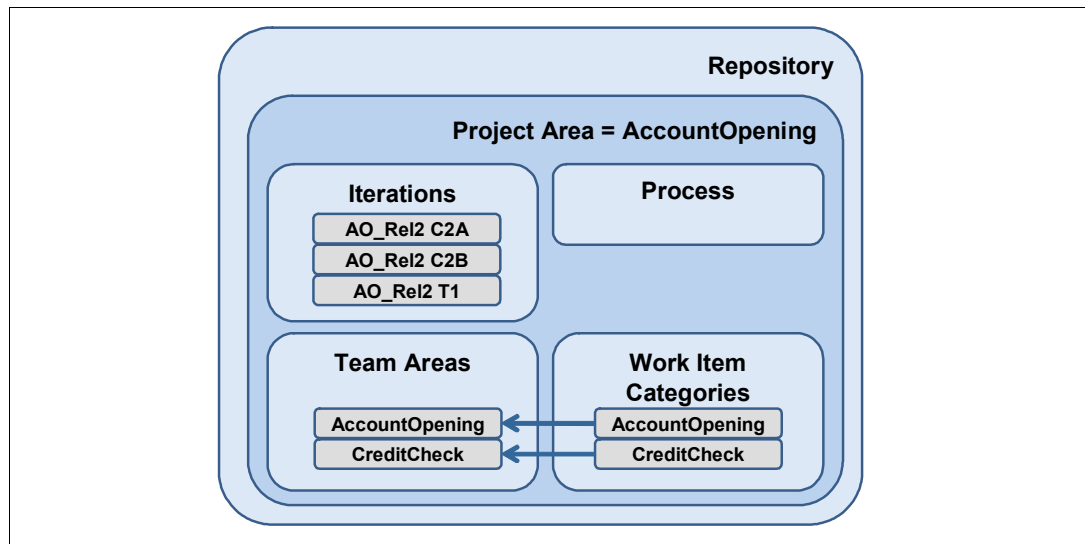 Repository
Project Area = AccountOpening
Iterations
AO_Rel2 C2A
AO_Rel2 C2B
AO_Rel2 T1
Process
Team Areas
AccountOpening
CreditCheck
Work Item
Categories
AccountOpening
CreditCheck